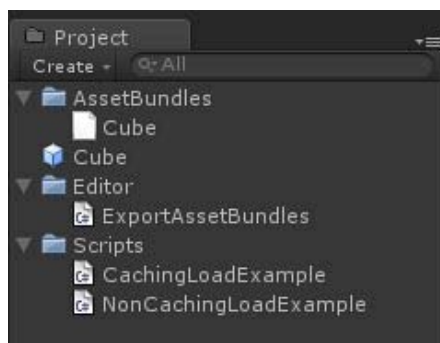 Project
Create All
AssetBundles
Cube
Cube
Editor
ExportAssetBundles
Scripts
C# CachingLoadExample
C# NonCachingLoadExample